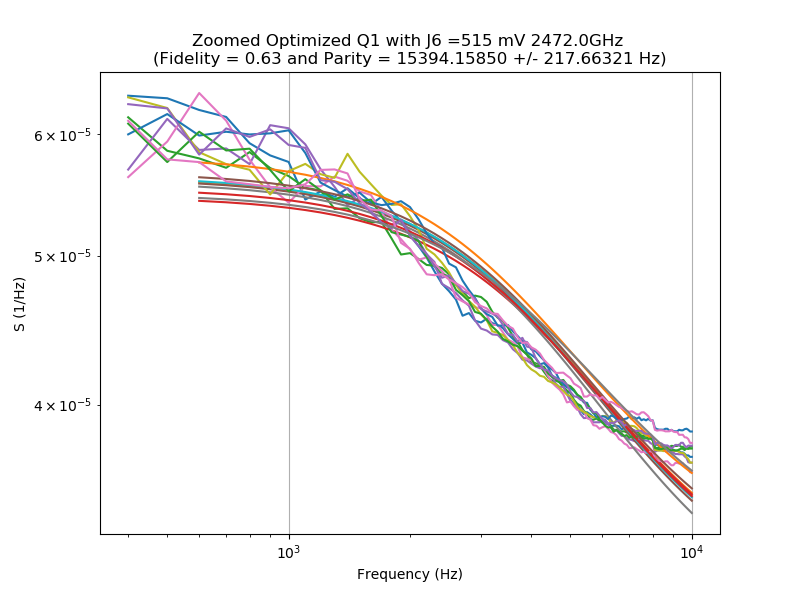 Zoomed Optimized Q1 with J6 =515 mV 2472.0GHz
(Fidelity = 0.63 and Parity = 15394.15850 +/- 217.66321 Hz)
6 × 10⁻⁵
5 × 10⁻⁵
4 × 10⁻⁵
S (1/Hz)
10³
10⁴
Frequency (Hz)